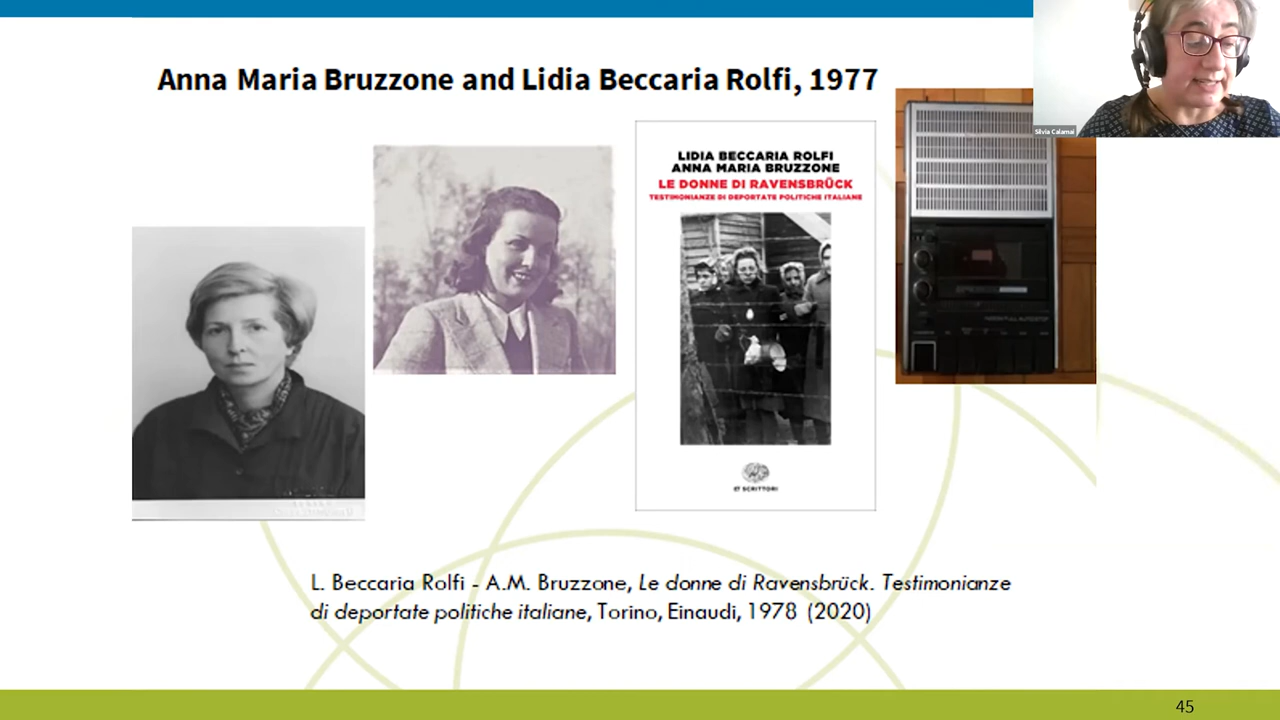 Anna Maria Bruzzone and Lidia Beccaria Rolfi, 1977
Silvia Calamai
LIDIA BECCARIA ROLFI
ANNA MARIA BRUZZONE
LE DONNE DI RAVENSBRÜCK
TESTIMONIANZE DI DEPORTATE POLITICHE ITALIANE
ET SCRITTORI
L. Beccaria Rolfi - A.M. Bruzzone, Le donne di Ravensbrück. Testimonianze
di deportate politiche italiane, Torino, Einaudi, 1978 (2020)
45